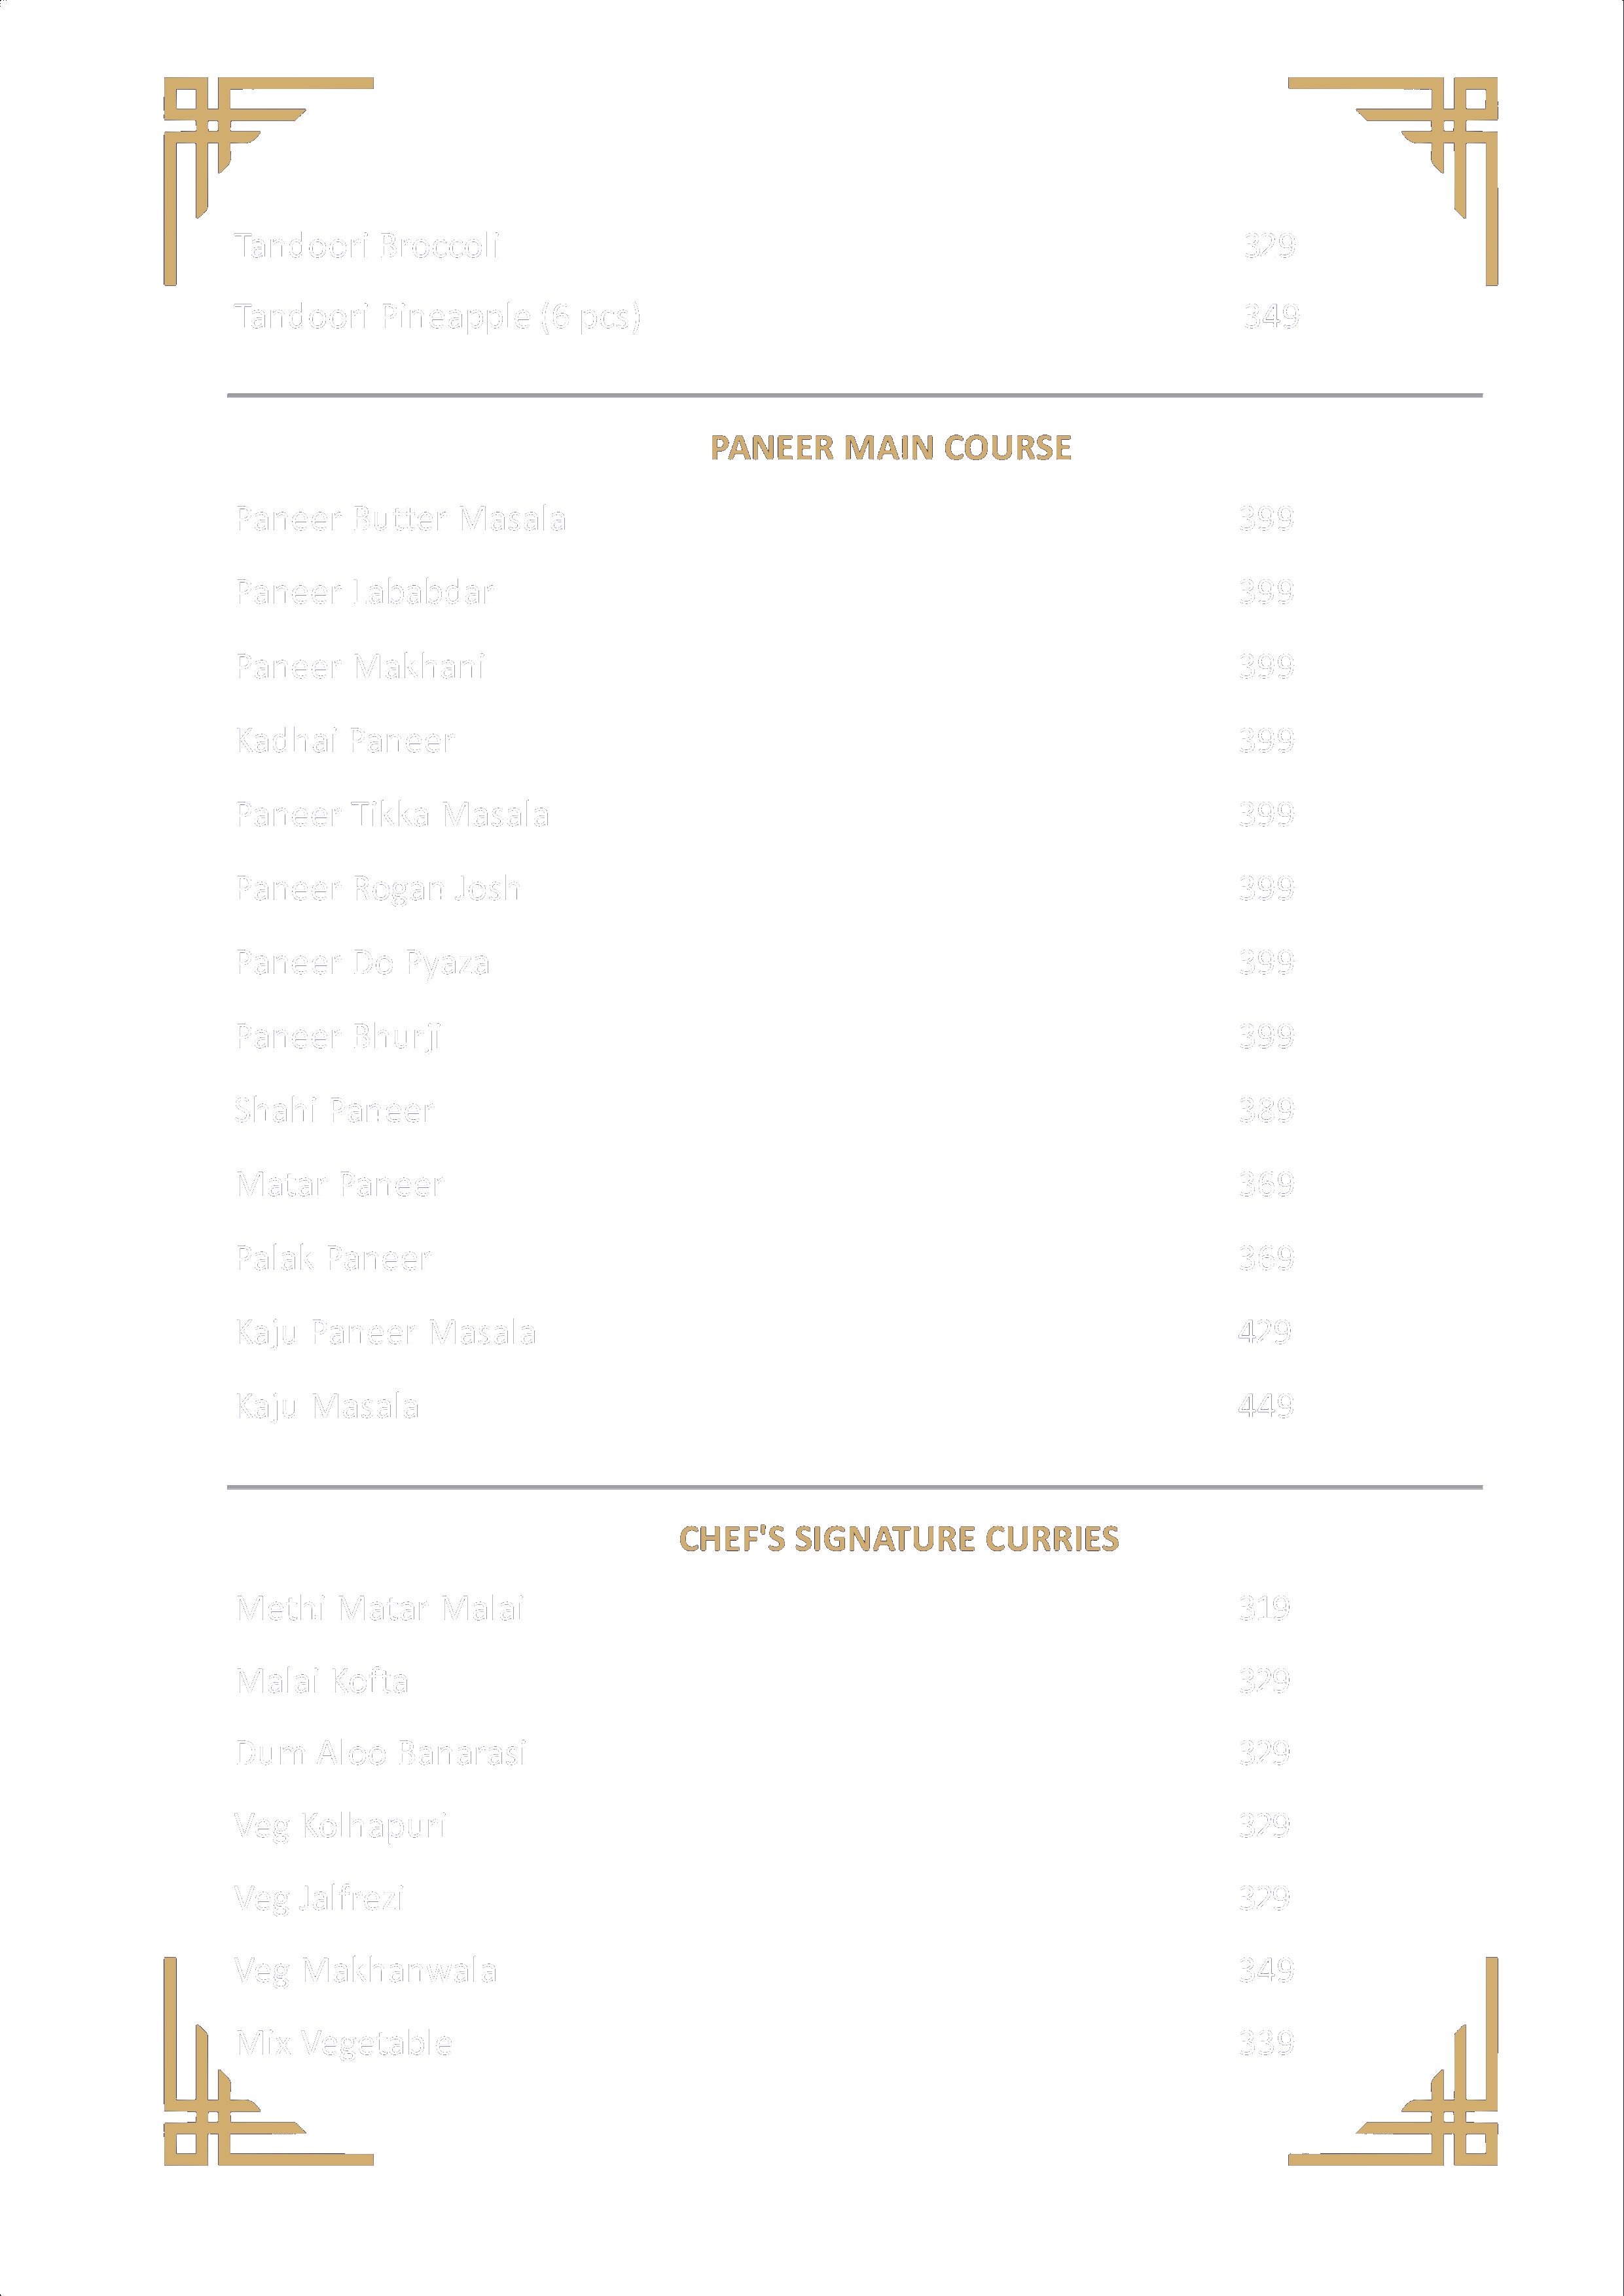 Tandoori Broccoli 329
Tandoori Pineapple (6 pcs) 349
PANEER MAIN COURSE
Paneer Butter Masala 399
Paneer Lababdar 399
Paneer Makhani 399
Kadhai Paneer 399
Paneer Tikka Masala 399
Paneer Rogan Josh 399
Paneer Do Pyaza 399
Paneer Bhurji 399
Shahi Paneer 389
Matar Paneer 369
Palak Paneer 369
Kaju Paneer Masala 429
Kaju Masala 449
CHEF'S SIGNATURE CURRIES
Methi Matar Malai 319
Malai Kofta 329
Dum Aloo Banarasi 329
Veg Kolhapuri 329
Veg Jalfrezi 329
Veg Makhanwala 349
Mix Vegetable 339